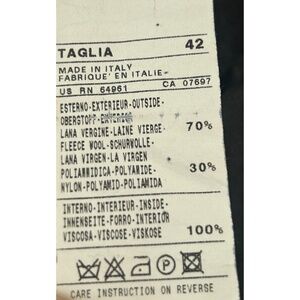 TAGLIA 42
MADE IN ITALY
FABRIQUE' EN ITALIE-
US RN 64961 CA 07697
ESTERNO-EXTERIEUR-OUTSIDE-
OBERSTOFF-EXTERIOR
LANA VERGINE-LAINE VIERGE- 70%
FLEECE WOOL-SCHURWOLLE-
LANA VIRGEN-LA VIRGEN
POLIAMMIDICA-POLYAMIDE- 30%
NYLON-POLYAMID-POLIAMIDA
INTERNO-INTERIEUR-INSIDE-
INNENSEITE-FORRO-INTERIOR
VISCOSA-VISCOSE-VISKOSE 100%
P
CARE INSTRUCTION ON REVERSE